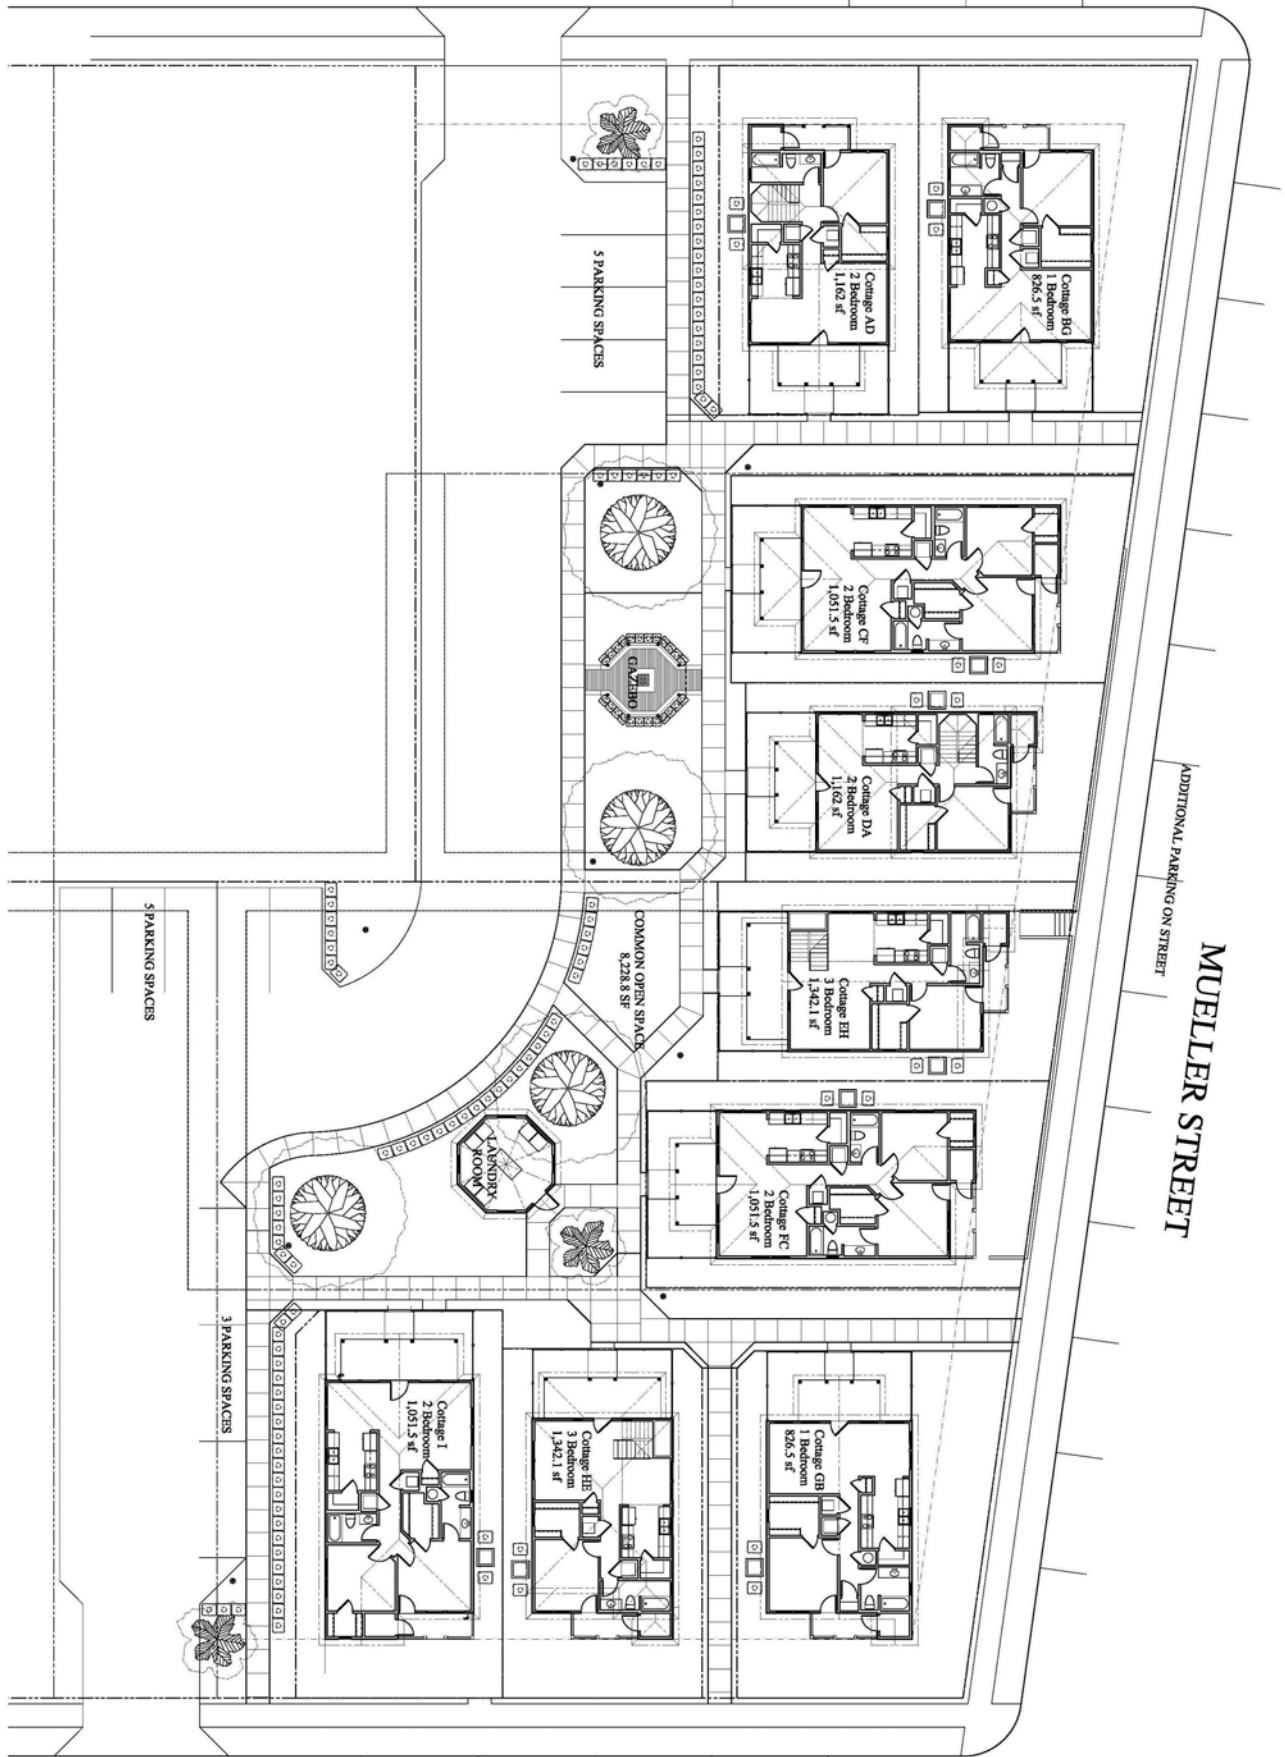 MUELLER STREET
ADDITIONAL PARKING ON STREET
Cottage BG
1 Bedroom
826.5 sf
Cottage AD
2 Bedroom
1,162 sf
5 PARKING SPACES
Cottage CF
2 Bedroom
1,051.5 sf
GAZEBO
Cottage DA
2 Bedroom
1,162 sf
Cottage EH
3 Bedroom
1,342.1 sf
COMMON OPEN SPACE
8,228.8 SF
5 PARKING SPACES
Cottage FC
2 Bedroom
1,051.5 sf
LAUNDRY
ROOM
Cottage GB
1 Bedroom
826.5 sf
Cottage HE
3 Bedroom
1,342.1 sf
Cottage I
2 Bedroom
1,051.5 sf
3 PARKING SPACES